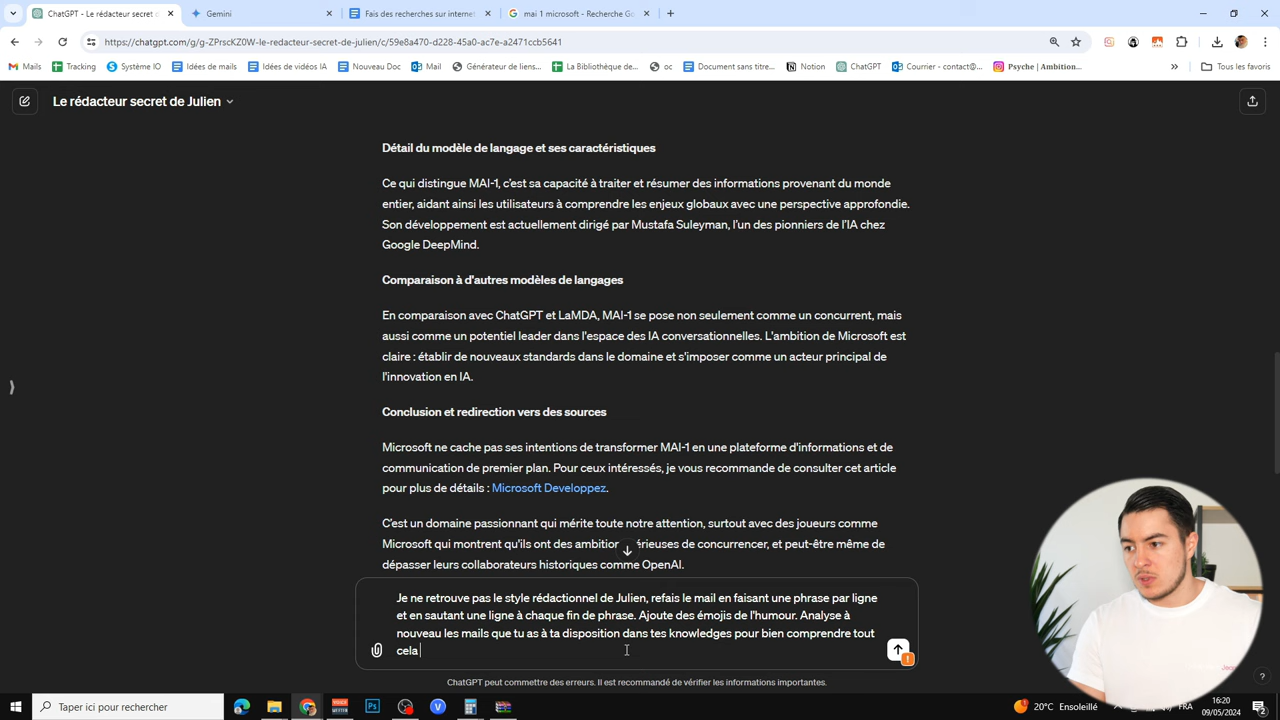 ChatGPT - Le rédacteur secret d
Gemini
Fais des recherches sur internet
mai 1 microsoft - Recherche Go
https://chatgpt.com/g/g-ZPrscKZ0W-le-redacteur-secret-de-julien/c/59e8a470-d228-45a0-ac7e-a2471ccb5641
Mails
Tracking
Système IO
Idées de mails
Idées de vidéos IA
Nouveau Doc
Mail
Générateur de liens...
La Bibliothèque de...
oc
Document sans titre...
Notion
ChatGPT
Courrier - contact@...
Psyche | Ambition...
Tous les favoris
Le rédacteur secret de Julien
Détail du modèle de langage et ses caractéristiques
Ce qui distingue MAI-1, c'est sa capacité à traiter et résumer des informations provenant du monde
entier, aidant ainsi les utilisateurs à comprendre les enjeux globaux avec une perspective approfondie.
Son développement est actuellement dirigé par Mustafa Suleyman, l'un des pionniers de l'IA chez
Google DeepMind.
Comparaison à d'autres modèles de langages
En comparaison avec ChatGPT et LaMDA, MAI-1 se pose non seulement comme un concurrent, mais
aussi comme un potentiel leader dans l'espace des IA conversationnelles. L'ambition de Microsoft est
claire : établir de nouveaux standards dans le domaine et s'imposer comme un acteur principal de
l'innovation en IA.
Conclusion et redirection vers des sources
Microsoft ne cache pas ses intentions de transformer MAI-1 en une plateforme d'informations et de
communication de premier plan. Pour ceux intéressés, je vous recommande de consulter cet article
pour plus de détails : Microsoft Developpez.
C'est un domaine passionnant qui mérite toute notre attention, surtout avec des joueurs comme
Microsoft qui montrent qu'ils ont des ambitions sérieuses de concurrencer, et peut-être même de
dépasser leurs collaborateurs historiques comme OpenAI.
Je ne retrouve pas le style rédactionnel de Julien, refais le mail en faisant une phrase par ligne
et en sautant une ligne à chaque fin de phrase. Ajoute des émojis de l'humour. Analyse à
nouveau les mails que tu as à ta disposition dans tes knowledges pour bien comprendre tout
cela
ChatGPT peut commettre des erreurs. Il est recommandé de vérifier les informations importantes.
Taper ici pour rechercher
20°C Ensoleillé
FRA
16:20
09/05/2024